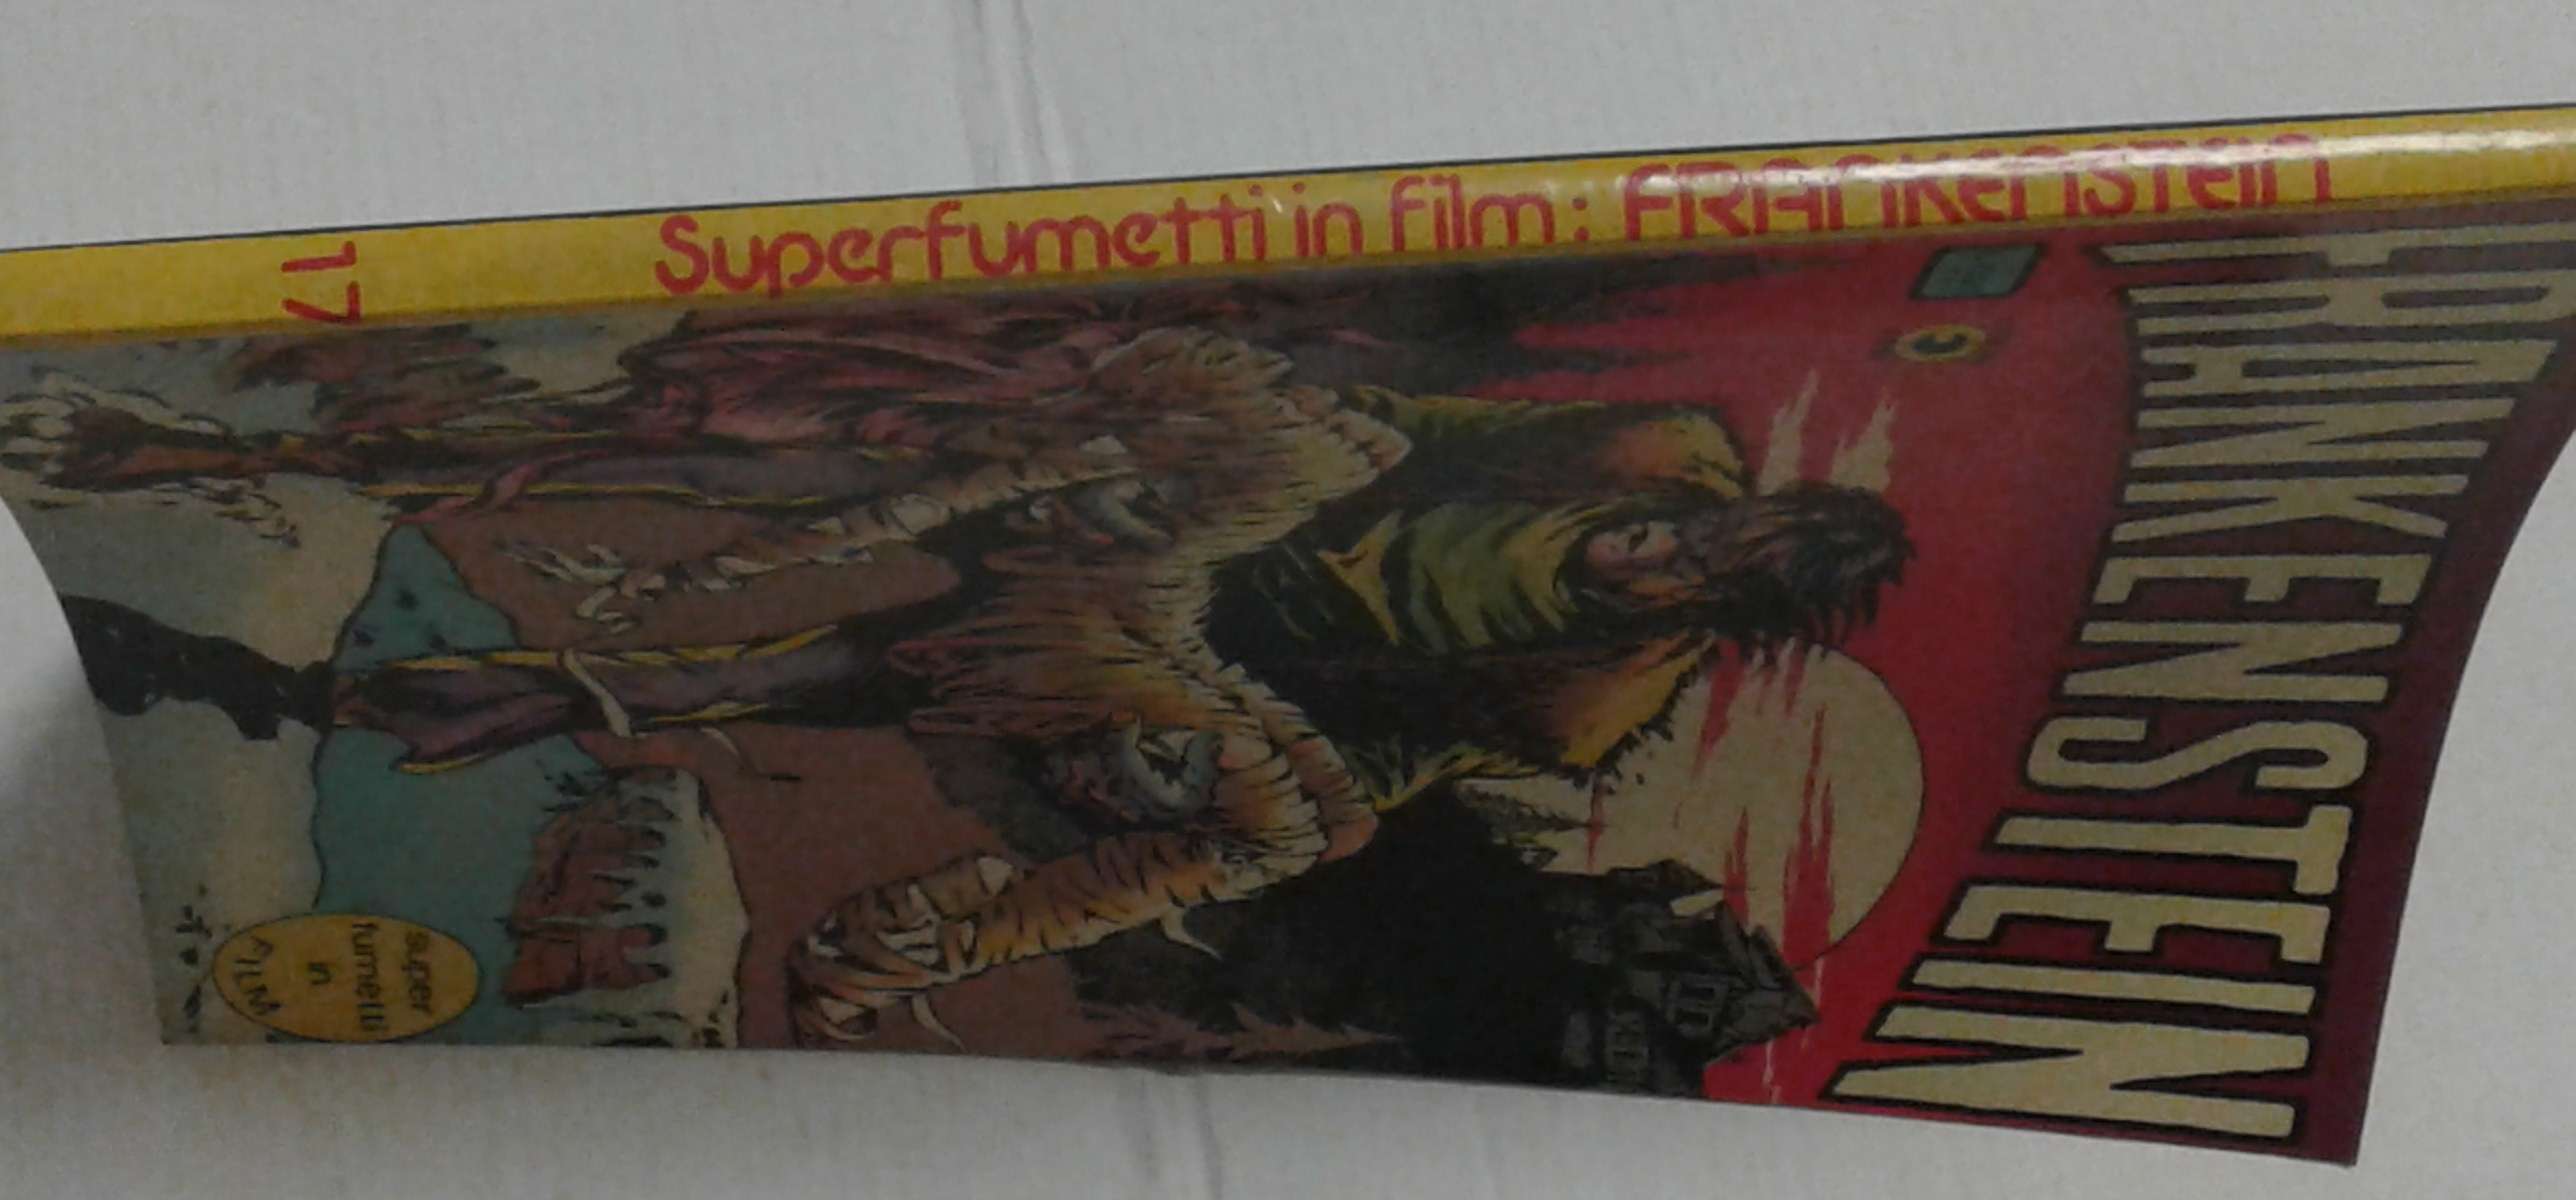 17
Superfumetti in film: FRANKENSTEIN
FRANKENSTEIN
super
fumetti
in
FILM